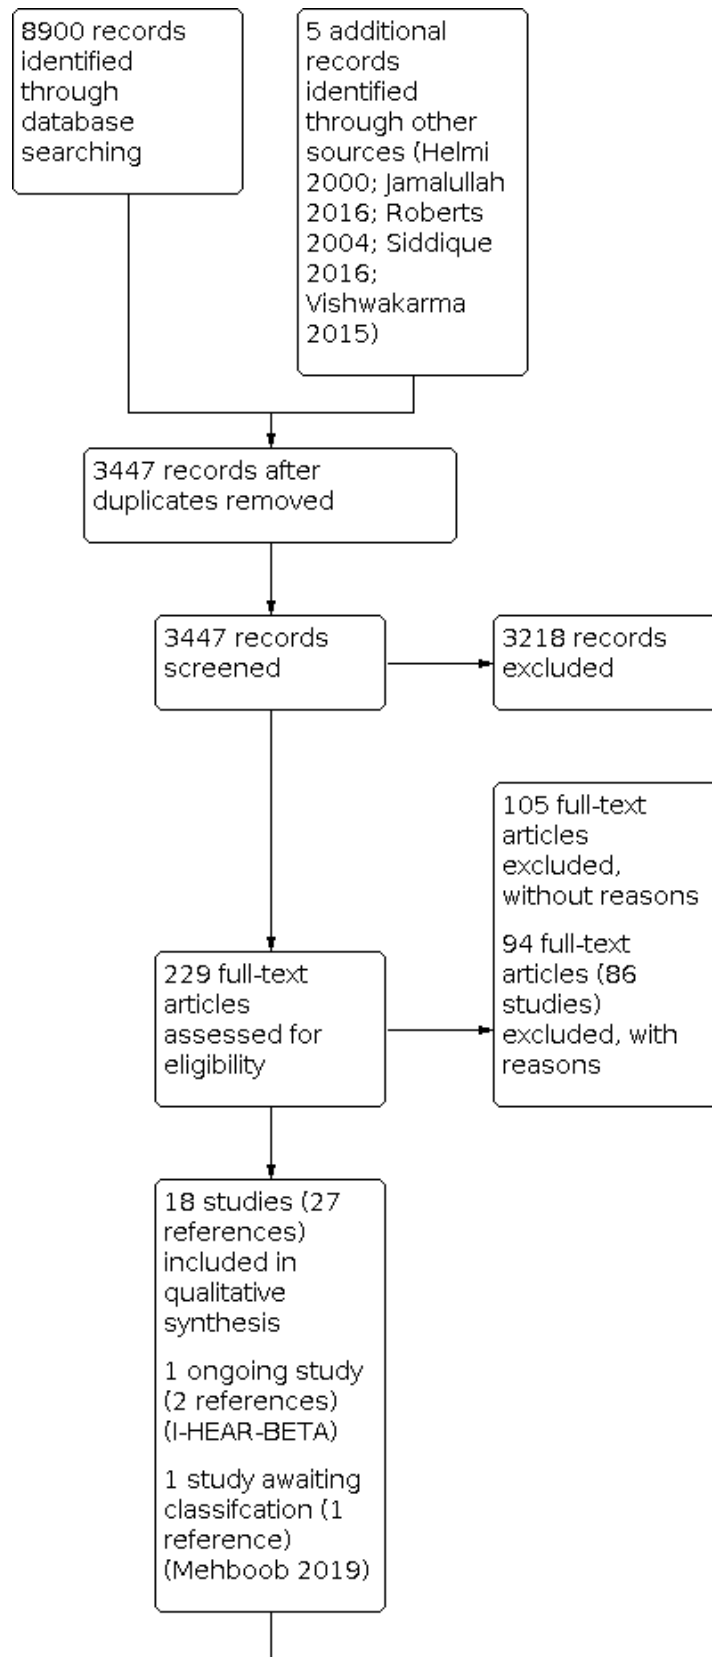 8900 records
identified
through
database
searching
5 additional
records
identified
through other
sources (Helmi
2000; Jamalullah
2016; Roberts
2004; Siddique
2016;
Vishwakarma
2015)
3447 records after
duplicates removed
3447 records
screened
3218 records
excluded
105 full-text
articles
excluded,
without reasons
94 full-text
articles (86
studies)
excluded, with
reasons
229 full-text
articles
assessed for
eligibility
18 studies (27
references)
included in
qualitative
synthesis
1 ongoing study
(2 references)
(I-HEAR-BETA)
1 study awaiting
classifcation (1
reference)
(Mehboob 2019)